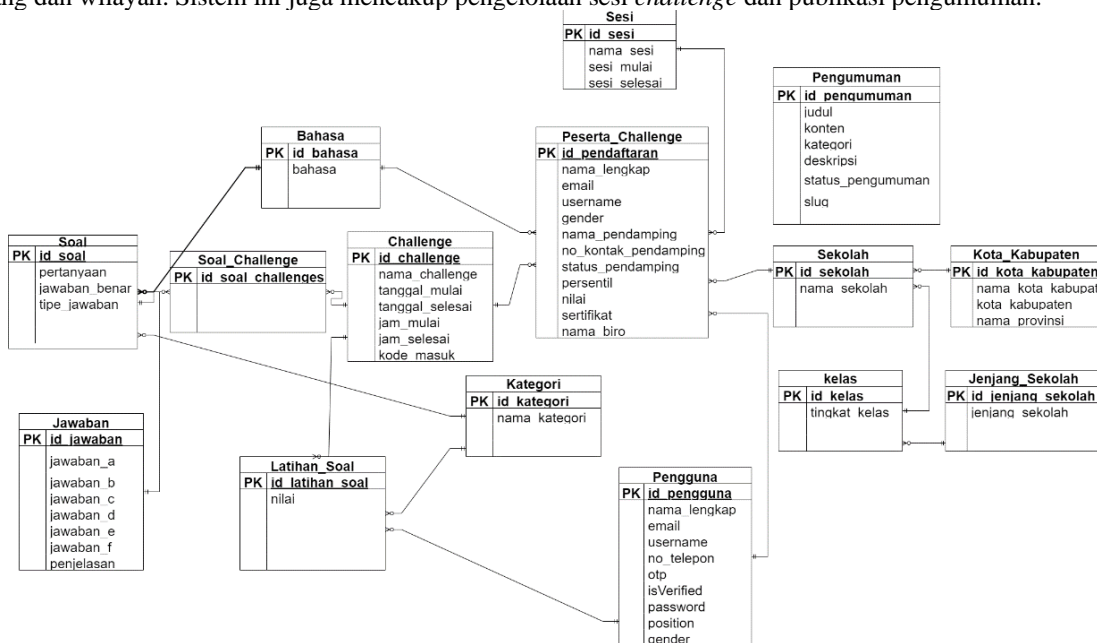 ng dan wilayah. Sistem ini juga mencakup pengelolaan sesi challenge dan publikasi pengumuman.
Sesi
PK id_sesi
nama_sesi
sesi_mulai
sesi_selesai
Pengumuman
PK id_pengumuman
judul
konten
kategori
deskripsi
status_pengumuman
slug
Bahasa
PK id_bahasa
bahasa
Peserta_Challenge
PK id_pendaftaran
nama_lengkap
email
username
gender
nama_pendamping
no_kontak_pendamping
status_pendamping
persentil
nilai
sertifikat
nama_biro
Soal
PK id_soal
pertanyaan
jawaban_benar
tipe_jawaban
Soal_Challenge
PK id_soal_challenges
Challenge
PK id_challenge
nama_challenge
tanggal_mulai
tanggal_selesai
jam_mulai
jam_selesai
kode_masuk
Sekolah
PK id_sekolah
nama_sekolah
Kota_Kabupaten
PK id_kota_kabupaten
nama_kota_kabupat
kota_kabupaten
nama_provinsi
kelas
PK id_kelas
tingkat_kelas
Jenjang_Sekolah
PK id_jenjang_sekolah
jenjang_sekolah
Kategori
PK id_kategori
nama_kategori
Jawaban
PK id_jawaban
jawaban_a
jawaban_b
jawaban_c
jawaban_d
jawaban_e
jawaban_f
penjelasan
Latihan_Soal
PK id_latihan_soal
nilai
Pengguna
PK id_pengguna
nama_lengkap
email
username
no_telepon
otp
isVerified
password
position
gender